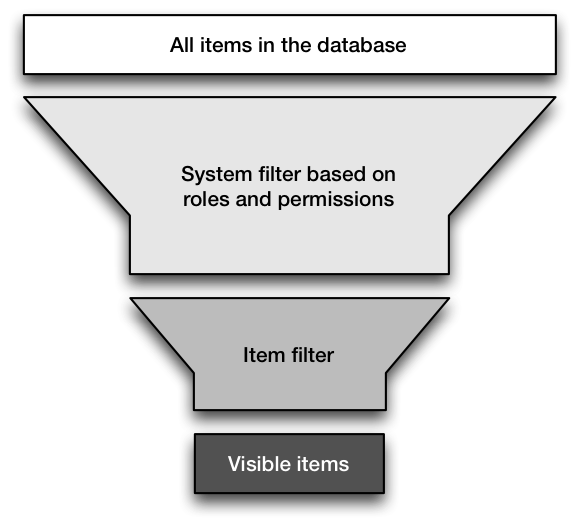 All items in the database
System filter based on
roles and permissions
Item filter
Visible items